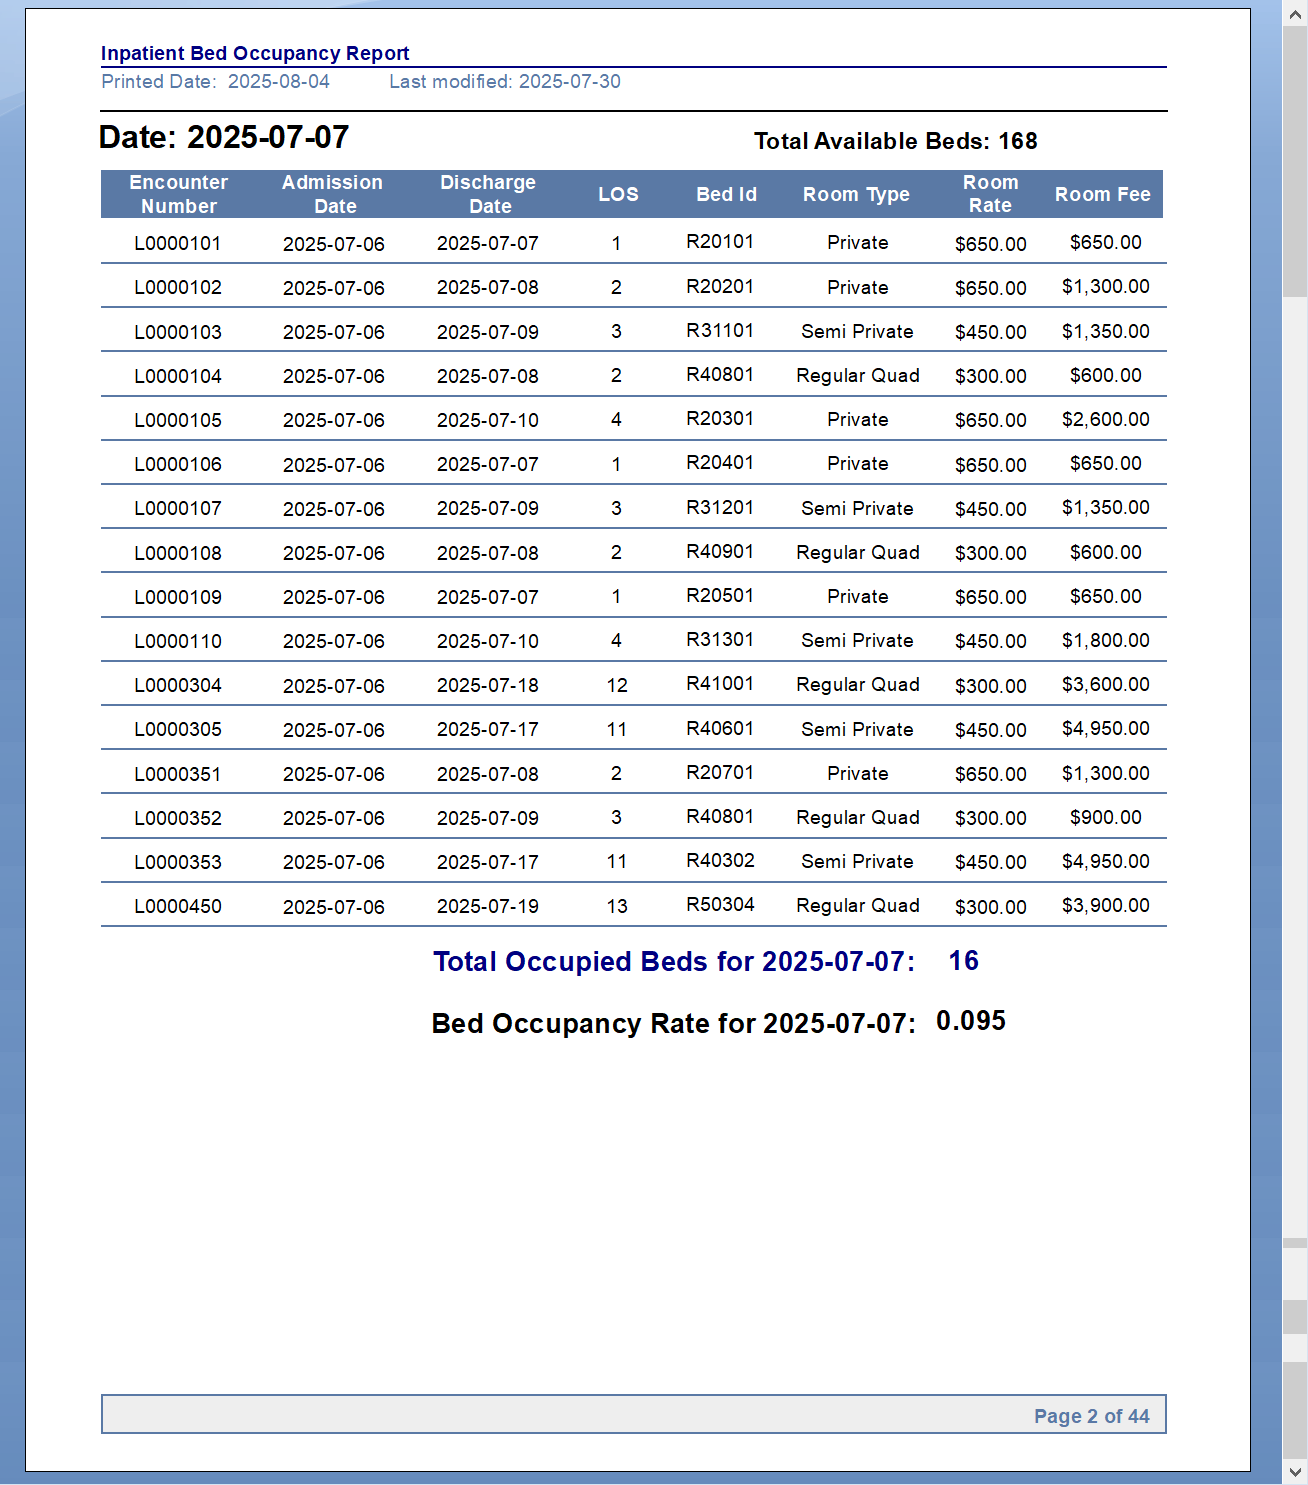 Inpatient Bed Occupancy Report
Printed Date: 2025-08-04 Last modified: 2025-07-30
Date: 2025-07-07 Total Available Beds: 168
Encounter Number Admission Date Discharge Date LOS Bed Id Room Type Room Rate Room Fee
L0000101 2025-07-06 2025-07-07 1 R20101 Private $650.00 $650.00
L0000102 2025-07-06 2025-07-08 2 R20201 Private $650.00 $1,300.00
L0000103 2025-07-06 2025-07-09 3 R31101 Semi Private $450.00 $1,350.00
L0000104 2025-07-06 2025-07-08 2 R40801 Regular Quad $300.00 $600.00
L0000105 2025-07-06 2025-07-10 4 R20301 Private $650.00 $2,600.00
L0000106 2025-07-06 2025-07-07 1 R20401 Private $650.00 $650.00
L0000107 2025-07-06 2025-07-09 3 R31201 Semi Private $450.00 $1,350.00
L0000108 2025-07-06 2025-07-08 2 R40901 Regular Quad $300.00 $600.00
L0000109 2025-07-06 2025-07-07 1 R20501 Private $650.00 $650.00
L0000110 2025-07-06 2025-07-10 4 R31301 Semi Private $450.00 $1,800.00
L0000304 2025-07-06 2025-07-18 12 R41001 Regular Quad $300.00 $3,600.00
L0000305 2025-07-06 2025-07-17 11 R40601 Semi Private $450.00 $4,950.00
L0000351 2025-07-06 2025-07-08 2 R20701 Private $650.00 $1,300.00
L0000352 2025-07-06 2025-07-09 3 R40801 Regular Quad $300.00 $900.00
L0000353 2025-07-06 2025-07-17 11 R40302 Semi Private $450.00 $4,950.00
L0000450 2025-07-06 2025-07-19 13 R50304 Regular Quad $300.00 $3,900.00
Total Occupied Beds for 2025-07-07: 16
Bed Occupancy Rate for 2025-07-07: 0.095
Page 2 of 44